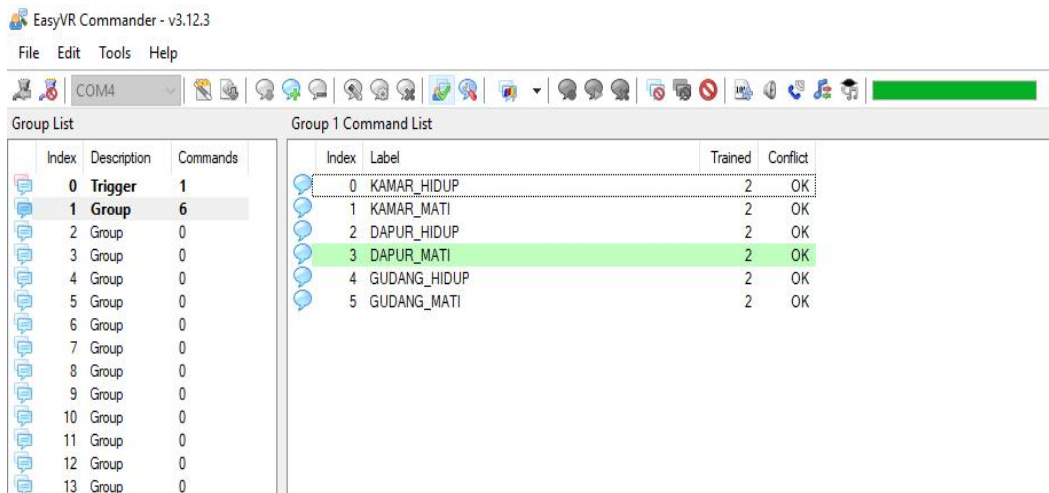 EasyVR Commander - v3.12.3
File Edit Tools Help
COM4
Group List
Index Description Commands
0 Trigger 1
1 Group 6
2 Group 0
3 Group 0
4 Group 0
5 Group 0
6 Group 0
7 Group 0
8 Group 0
9 Group 0
10 Group 0
11 Group 0
12 Group 0
13 Group 0
Group 1 Command List
Index Label Trained Conflict
0 KAMAR_HIDUP 2 OK
1 KAMAR_MATI 2 OK
2 DAPUR_HIDUP 2 OK
3 DAPUR_MATI 2 OK
4 GUDANG_HIDUP 2 OK
5 GUDANG_MATI 2 OK